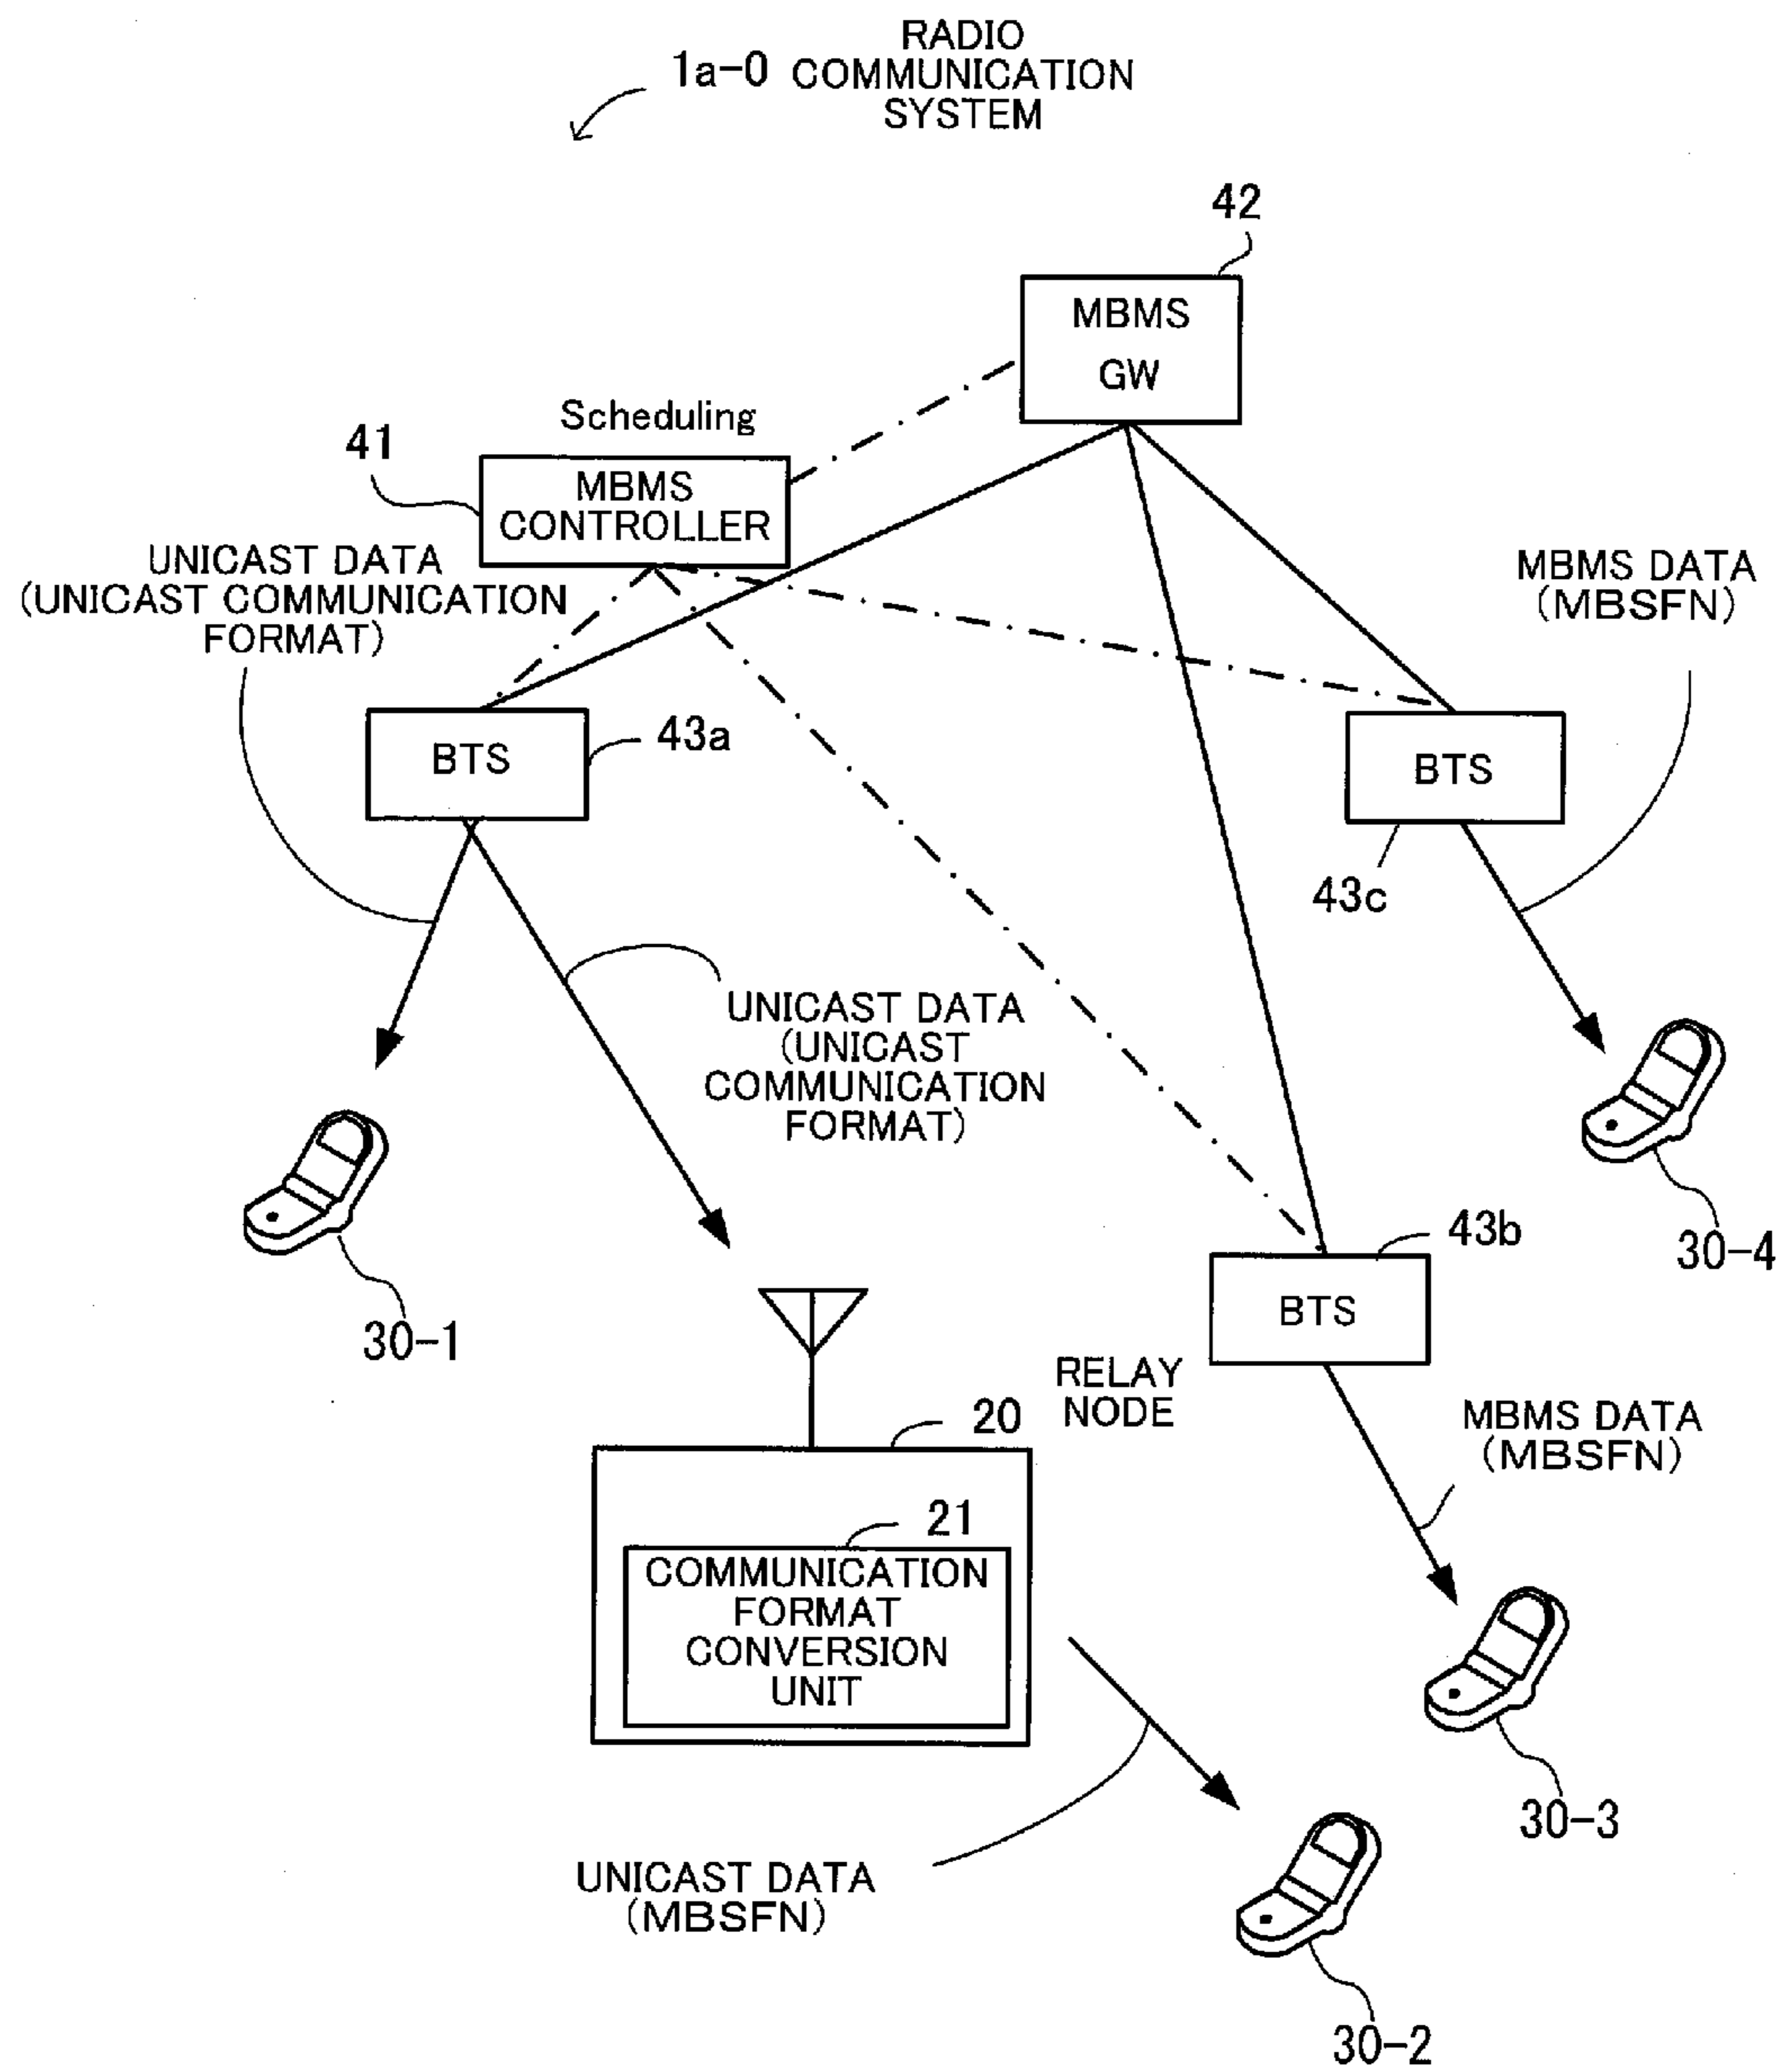 RADIO
1a-0 COMMUNICATION
SYSTEM
42
MBMS
GW
Scheduling
41
MBMS
CONTROLLER
UNICAST DATA
(UNICAST COMMUNICATION
FORMAT)
MBMS DATA
(MBSFN)
BTS
43a
BTS
43c
UNICAST DATA
(UNICAST
COMMUNICATION
FORMAT)
30-1
30-4
43b
BTS
RELAY
NODE
20
MBMS DATA
(MBSFN)
21
COMMUNICATION
FORMAT
CONVERSION
UNIT
30-3
UNICAST DATA
(MBSFN)
30-2